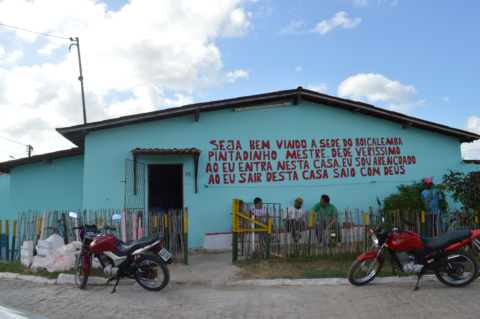 SEJA BEM VINDO A SEDE DO BOICALEMBA
PINTADINHO MESTRE. DEDE VERISSIMO
AO EU ENTRA NESTA CASA. EU SOU ABENÇOADO
AO EU SAIR DESTA CASA SAIO COM DEUS